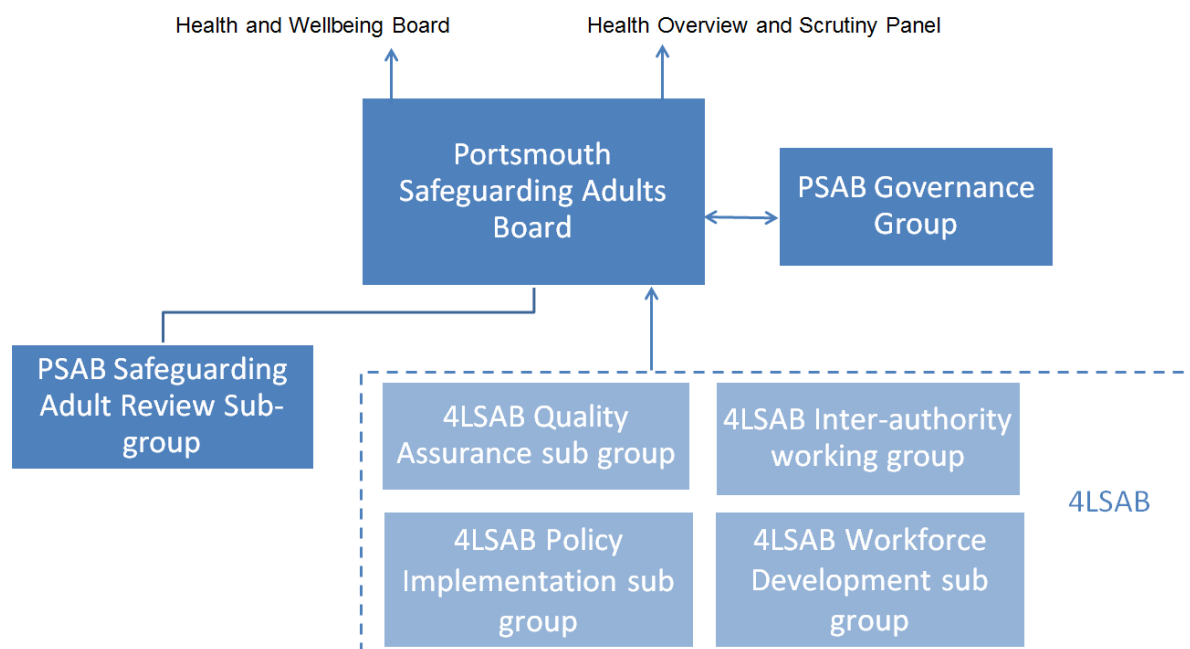 Health and Wellbeing Board
Health Overview and Scrutiny Panel
Portsmouth
Safeguarding Adults
Board
PSAB Governance
Group
PSAB Safeguarding
Adult Review Sub-
group
4LSAB Quality
Assurance sub group
4LSAB Inter-authority
working group
4LSAB
4LSAB Policy
Implementation sub
group
4LSAB Workforce
Development sub
group